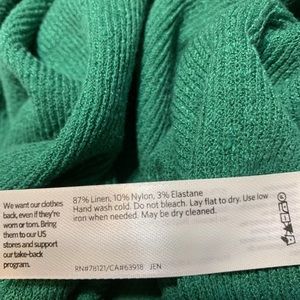 We want our clothes
back, even if they're
worn or torn. Bring
them to our US
stores and support
our take-back
program.
87% Linen, 10% Nylon, 3% Elastane
Hand wash cold. Do not bleach. Lay flat to dry. Use low
iron when needed. May be dry cleaned.
RN#78121/CA#63918 JEN